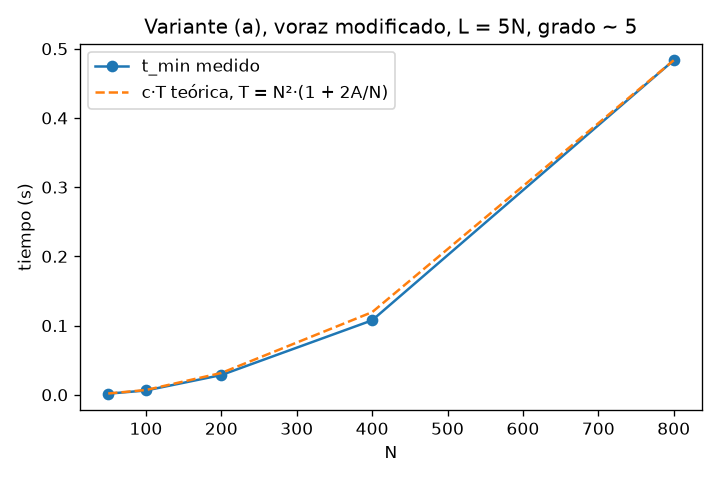 Variante (a), voraz modificado, L = 5N, grado ~ 5
t_min medido
c·T teórica, T = N²·(1 + 2A/N)
tiempo (s)
0.5
0.4
0.3
0.2
0.1
0.0
100 200 300 400 500 600 700 800
N